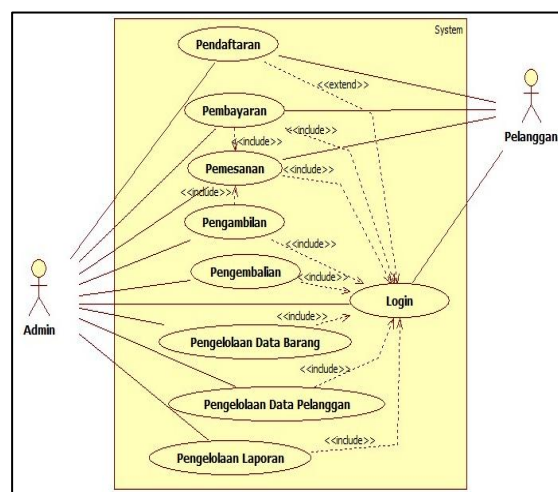 System
Pendaftaran
<<extend>>
Pembayaran
<<include>>
<<include>>
Pelanggan
Pemesanan
<<include>>
<<include>>
Pengambilan
<<include>>
Pengembalian
<<include>>
Admin
Login
<<include>>
Pengelolaan Data Barang
<<include>>
Pengelolaan Data Pelanggan
<<include>>
Pengelolaan Laporan